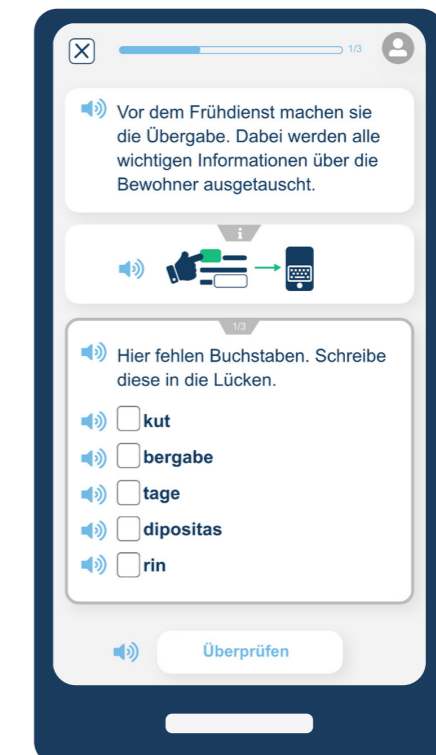 1/3
Vor dem Frühdienst machen sie
die Übergabe. Dabei werden alle
wichtigen Informationen über die
Bewohner ausgetauscht.
i
1/3
Hier fehlen Buchstaben. Schreibe
diese in die Lücken.
kut
bergabe
tage
dipositas
rin
Überprüfen